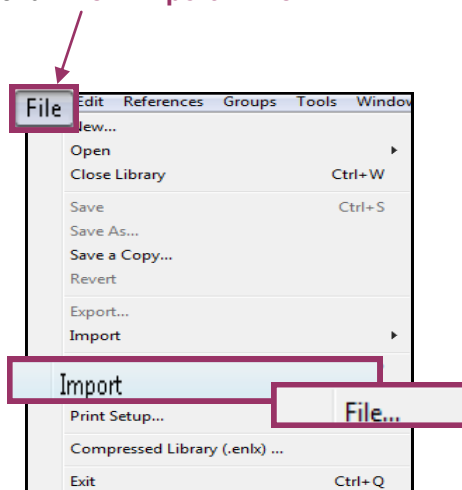 File Edit References Groups Tools Window
New...
Open
Close Library Ctrl+W
Save Ctrl+S
Save As...
Save a Copy...
Revert
Export...
Import
Import
File...
Print Setup...
Compressed Library (.enlx) ...
Exit Ctrl+Q